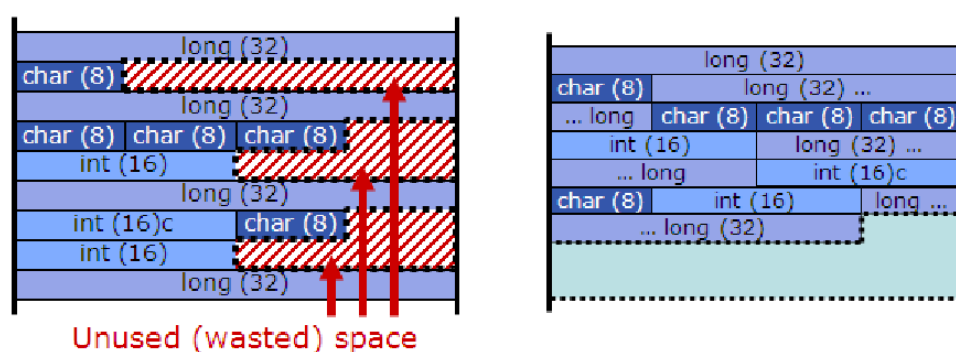 long (32)
char (8)
long (32)
char (8) char (8) char (8)
int (16)
long (32)
int (16)c char (8)
int (16)
long (32)
Unused (wasted) space
long (32)
char (8) long (32) ...
... long char (8) char (8) char (8)
int (16) long (32) ...
... long int (16)c
char (8) int (16) long ...
... long (32)